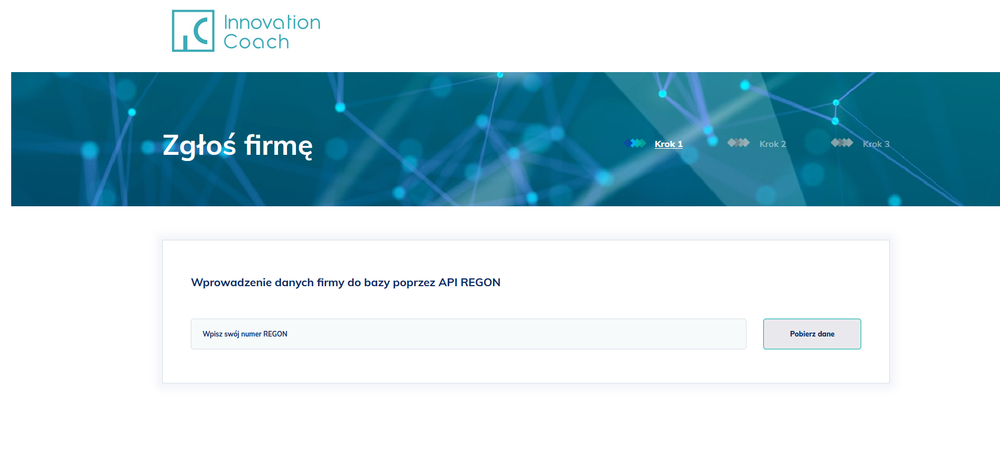 Innovation
Coach
Zgłoś firmę
Krok 1
Krok 2
Krok 3
Wprowadzenie danych firmy do bazy poprzez API REGON
Wpisz swój numer REGON
Pobierz dane